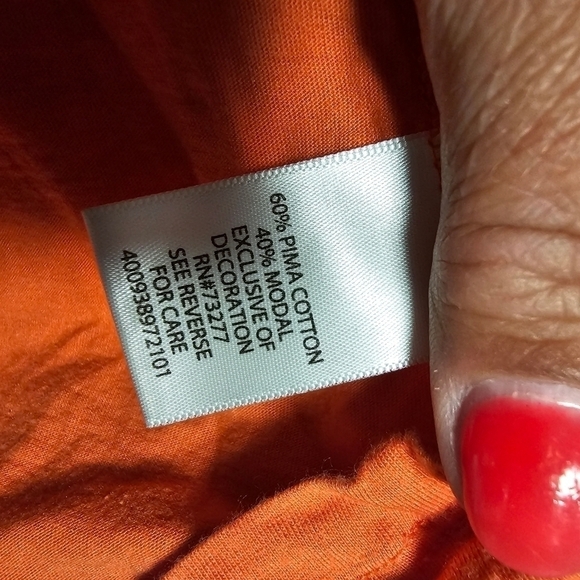 60% PIMA COTTON
40% MODAL
EXCLUSIVE OF
DECORATION
RN#73277
SEE REVERSE
FOR CARE
400938972101